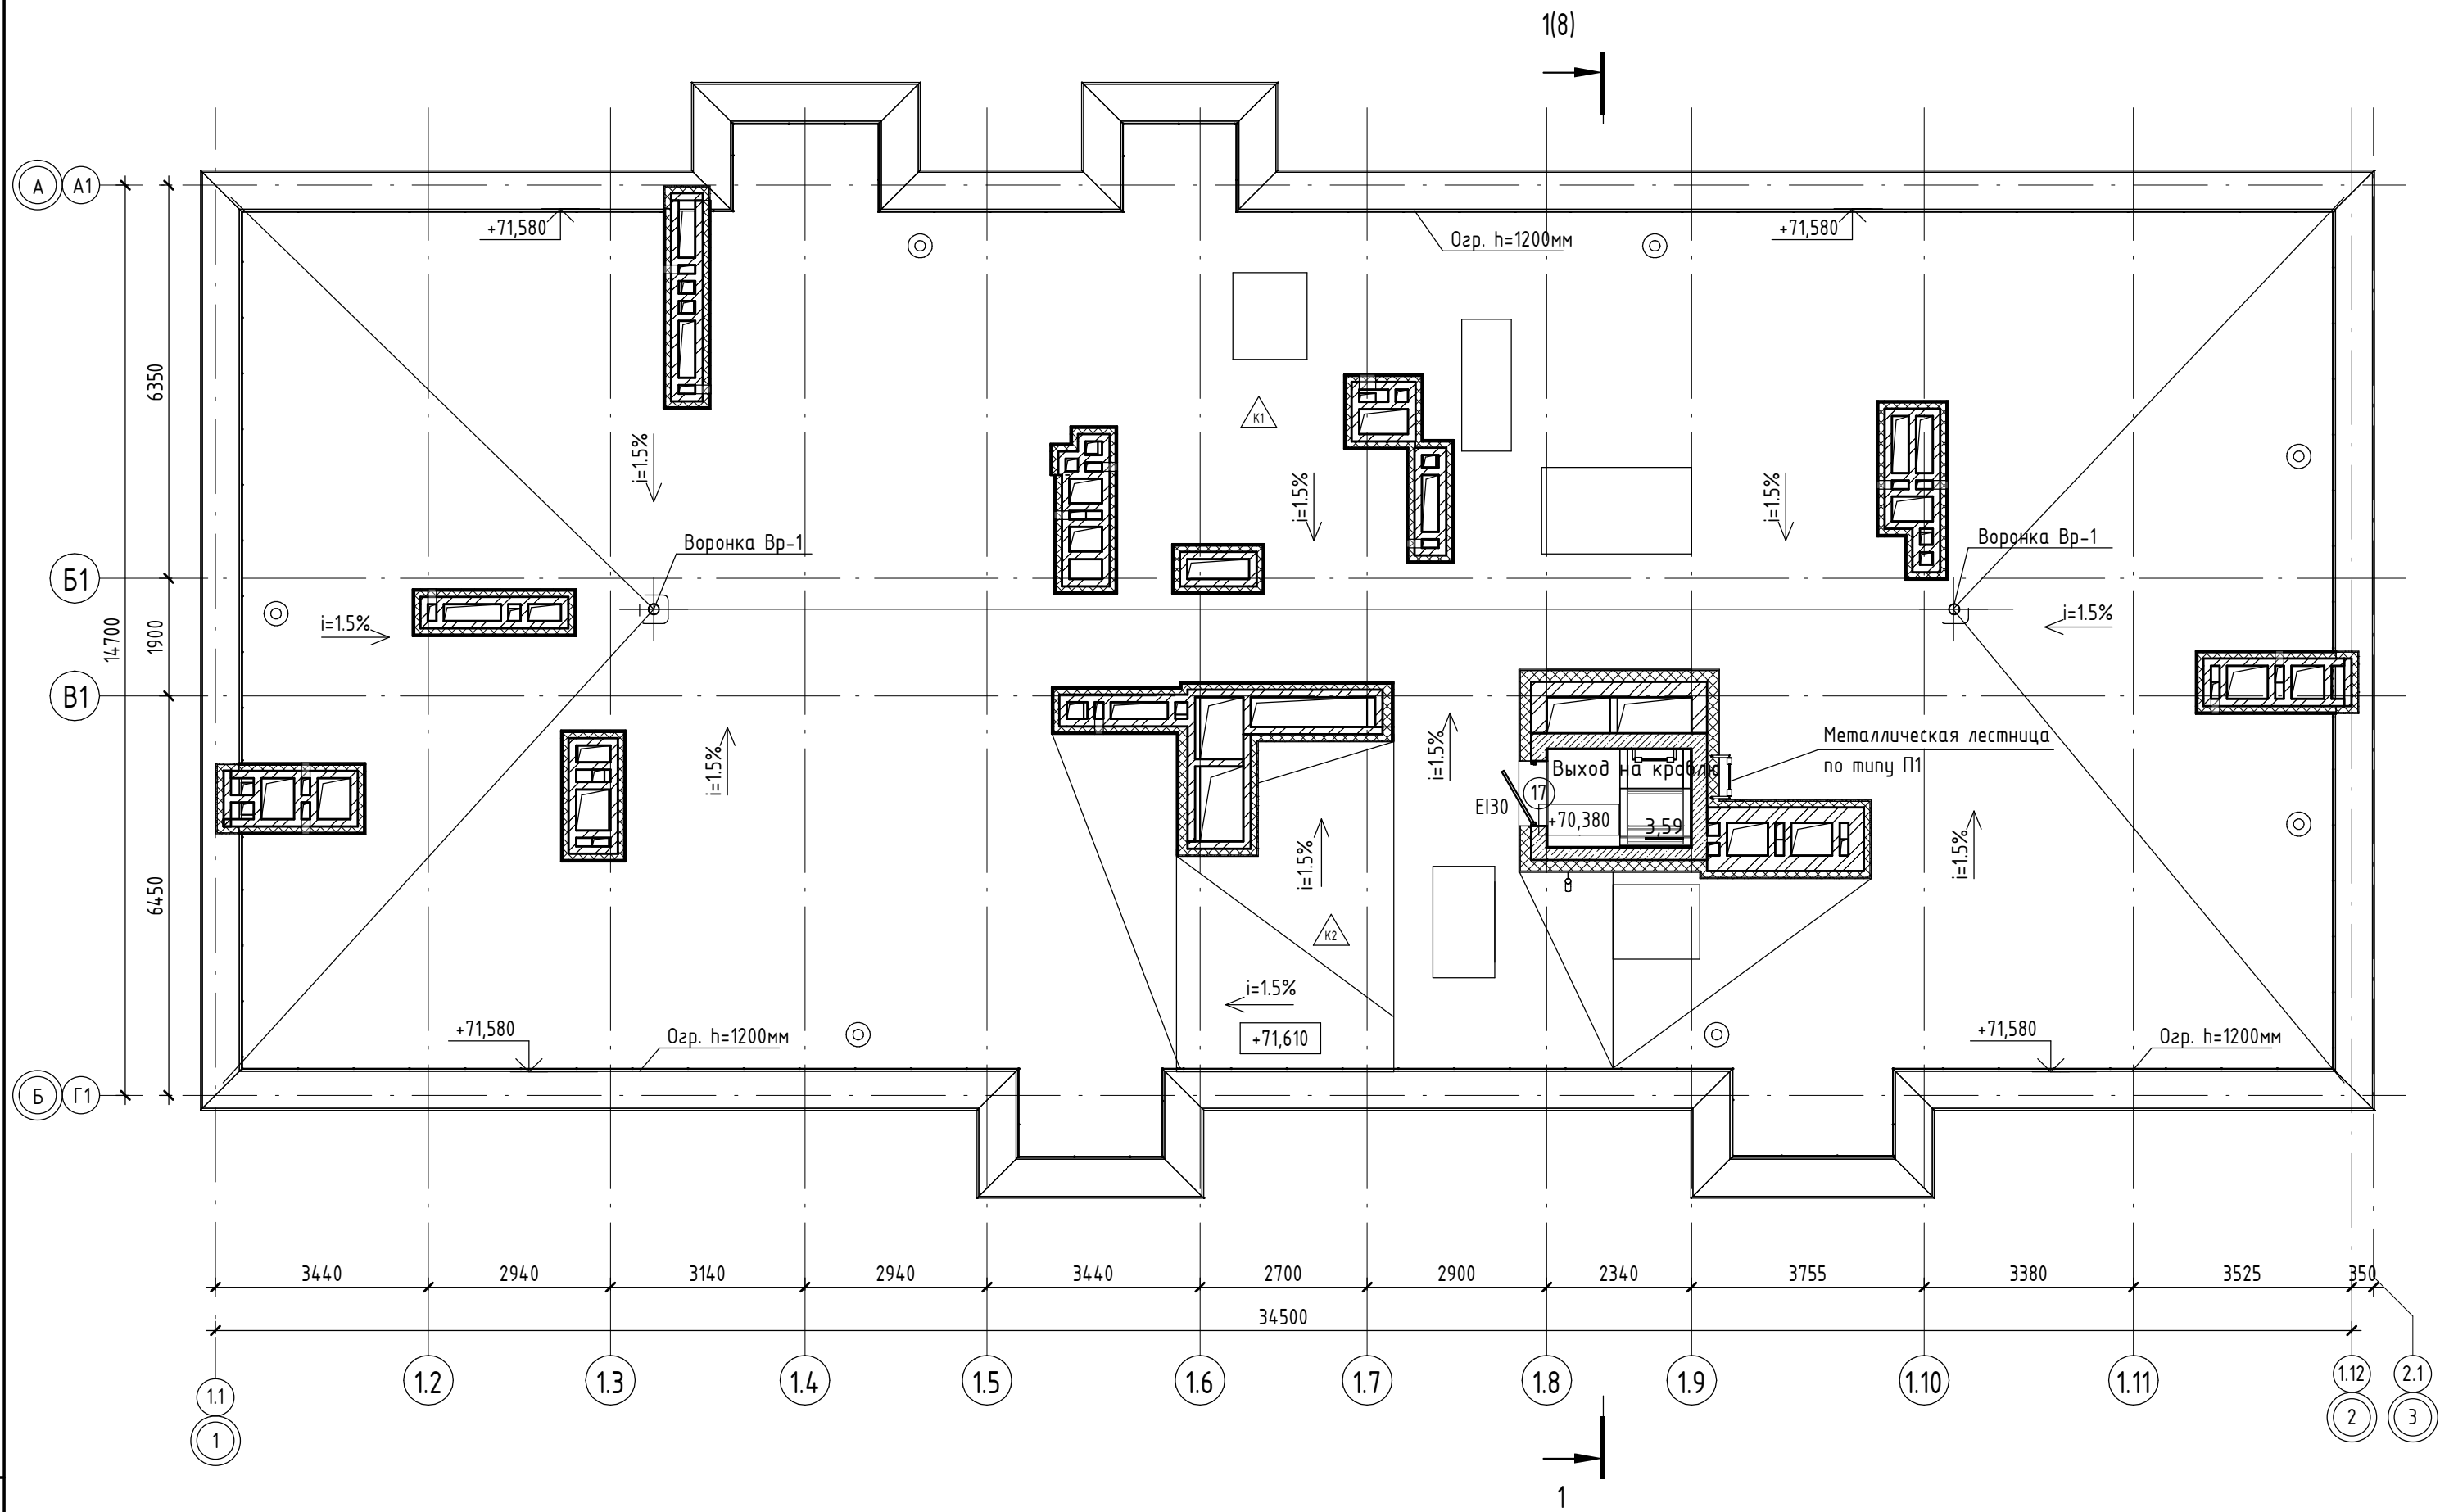 1(8)
А
А1
+71,580
Огр. h=1200мм
+71,580
6350
К1
i=1.5%
i=1.5%
i=1.5%
Воронка Вр-1
Воронка Вр-1
Б1
i=1.5%
i=1.5%
14700
1900
В1
Металлическая лестница
по типу П1
i=1.5%
i=1.5%
Выход на кровлю
17
EI30
+70,380
3,59
i=1.5%
i=1.5%
6450
К2
i=1.5%
+71,580
Огр. h=1200мм
+71,610
+71,580
Огр. h=1200мм
Б
Г1
3440
2940
3140
2940
3440
2700
2900
2340
3755
3380
3525
350
34500
1.1
1.2
1.3
1.4
1.5
1.6
1.7
1.8
1.9
1.10
1.11
1.12
2.1
1
2
3
1